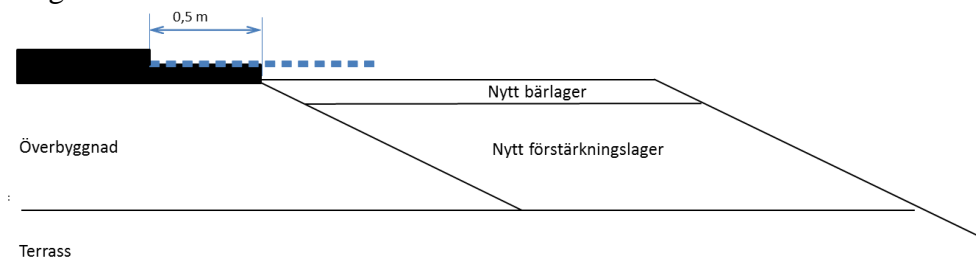 0,5 m
Nytt bärlager
Överbyggnad
Nytt förstärkningslager
:
Terrass